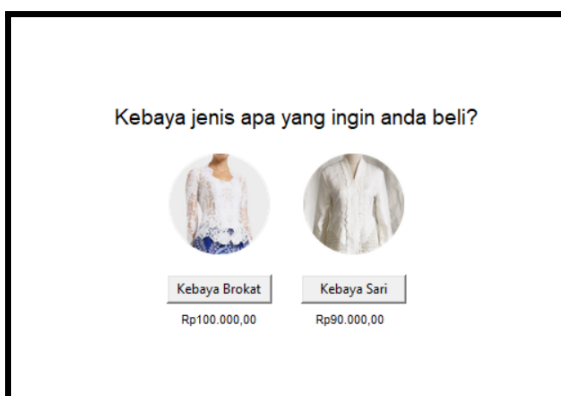 Kebaya jenis apa yang ingin anda beli?
Kebaya Brokat
Kebaya Sari
Rp100.000,00
Rp90.000,00